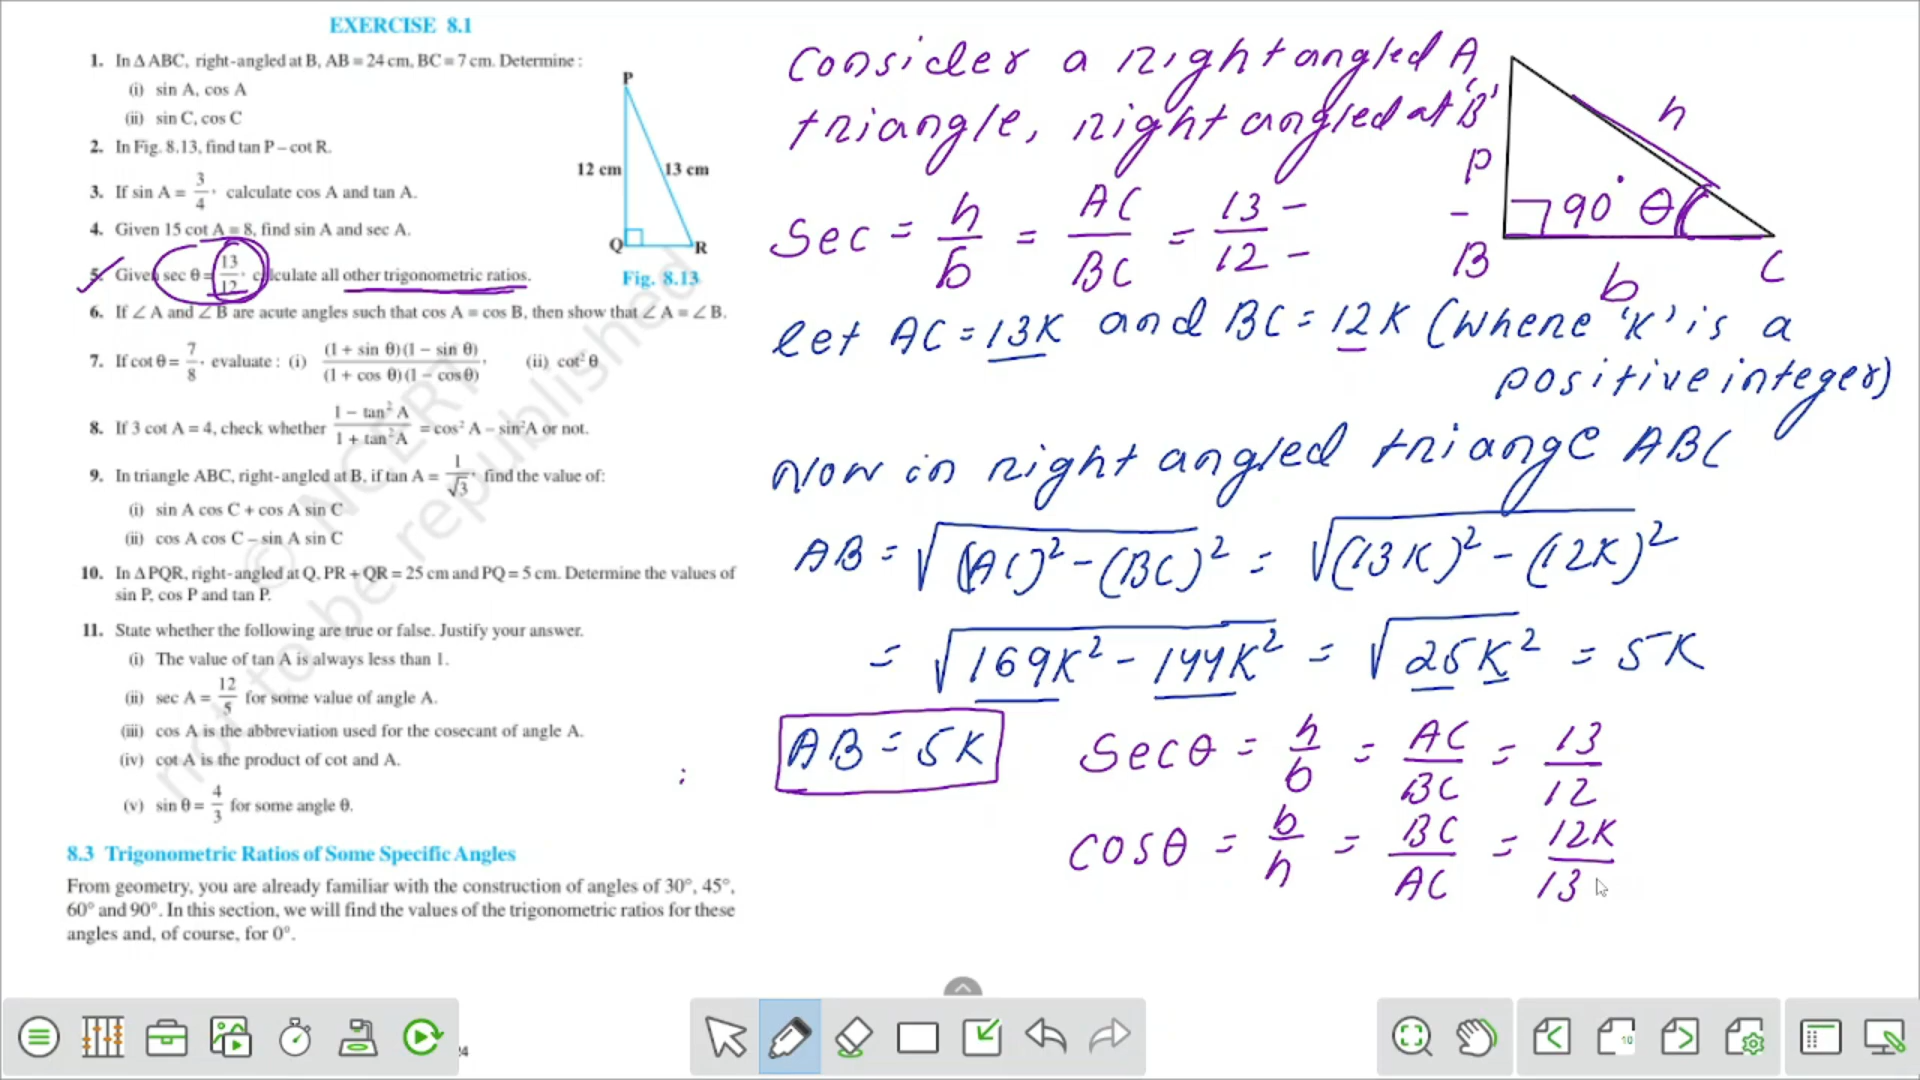 EXERCISE 8.1
1. In Δ ABC, right-angled at B, AB = 24 cm, BC = 7 cm. Determine :
(i) sin A, cos A
(ii) sin C, cos C
2. In Fig. 8.13, find tan P – cot R.
3. If sin A = 3/4, calculate cos A and tan A.
4. Given 15 cot A = 8, find sin A and sec A.
5. Given sec θ = 13/12, calculate all other trigonometric ratios.
6. If ∠ A and ∠ B are acute angles such that cos A = cos B, then show that ∠ A = ∠ B.
7. If cot θ = 7/8, evaluate : (i) (1 + sin θ)(1 – sin θ)/(1 + cos θ)(1 – cos θ), (ii) cot² θ
8. If 3 cot A = 4, check whether (1 – tan² A)/(1 + tan² A) = cos² A – sin²A or not.
9. In triangle ABC, right-angled at B, if tan A = 1/√3, find the value of:
(i) sin A cos C + cos A sin C
(ii) cos A cos C – sin A sin C
10. In Δ PQR, right-angled at Q, PR + QR = 25 cm and PQ = 5 cm. Determine the values of
sin P, cos P and tan P.
11. State whether the following are true or false. Justify your answer.
(i) The value of tan A is always less than 1.
(ii) sec A = 12/5 for some value of angle A.
(iii) cos A is the abbreviation used for the cosecant of angle A.
(iv) cot A is the product of cot and A.
(v) sin θ = 4/3 for some angle θ.
8.3 Trigonometric Ratios of Some Specific Angles
From geometry, you are already familiar with the construction of angles of 30°, 45°,
60° and 90°. In this section, we will find the values of the trigonometric ratios for these
angles and, of course, for 0°.
P
12 cm 13 cm
Q R
Fig. 8.13
© NCERT
not to be republished
Consider a right angled
triangle, right angled at 'B'
Sec = h/b = AC/BC = 13/12
A
h
P
90° θ
B b C
let AC = 13K and BC = 12K (where 'K' is a
positive integer)
Now in right angled triange ABC
AB = √(AC)² - (BC)² = √(13K)² - (12K)²
= √169K² - 144K² = √25K² = 5K
AB = 5K
Secθ = h/b = AC/BC = 13/12
cosθ = b/h = BC/AC = 12K/13
10
24